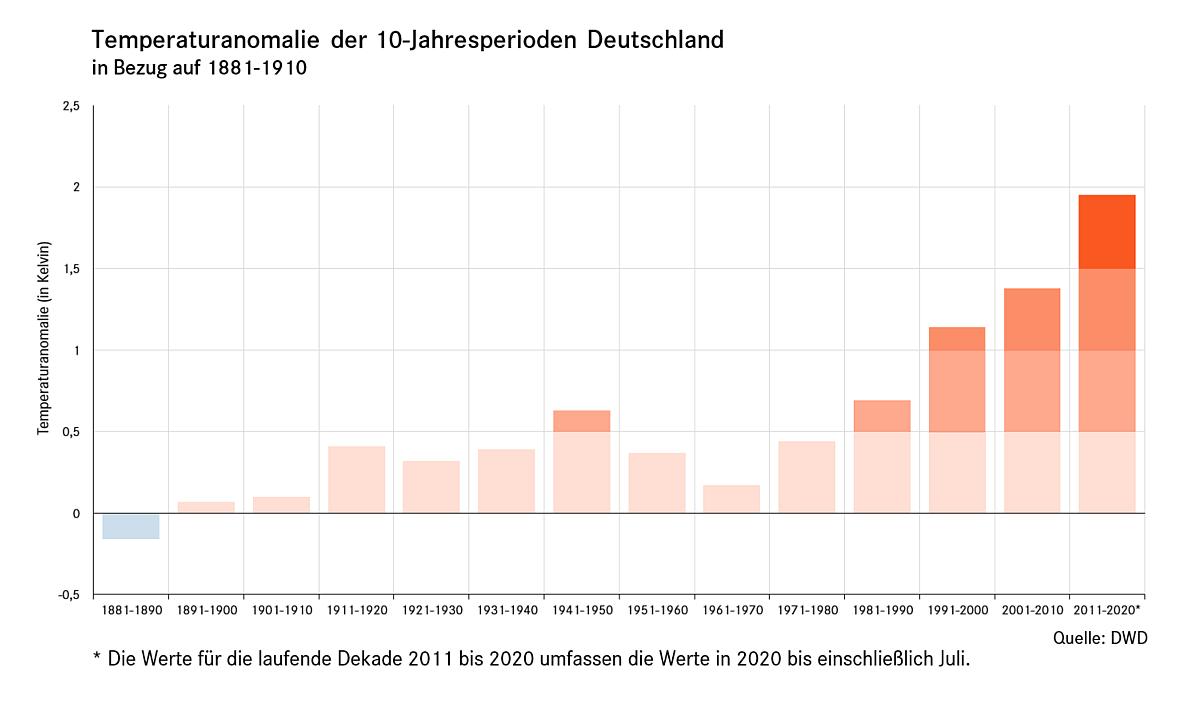 Temperaturanomalie der 10-Jahresperioden Deutschland
in Bezug auf 1881-1910
Temperaturanomalie (in Kelvin)
2,5
2
1,5
1
0,5
0
-0,5
1881-1890 1891-1900 1901-1910 1911-1920 1921-1930 1931-1940 1941-1950 1951-1960 1961-1970 1971-1980 1981-1990 1991-2000 2001-2010 2011-2020*
Quelle: DWD
* Die Werte für die laufende Dekade 2011 bis 2020 umfassen die Werte in 2020 bis einschließlich Juli.